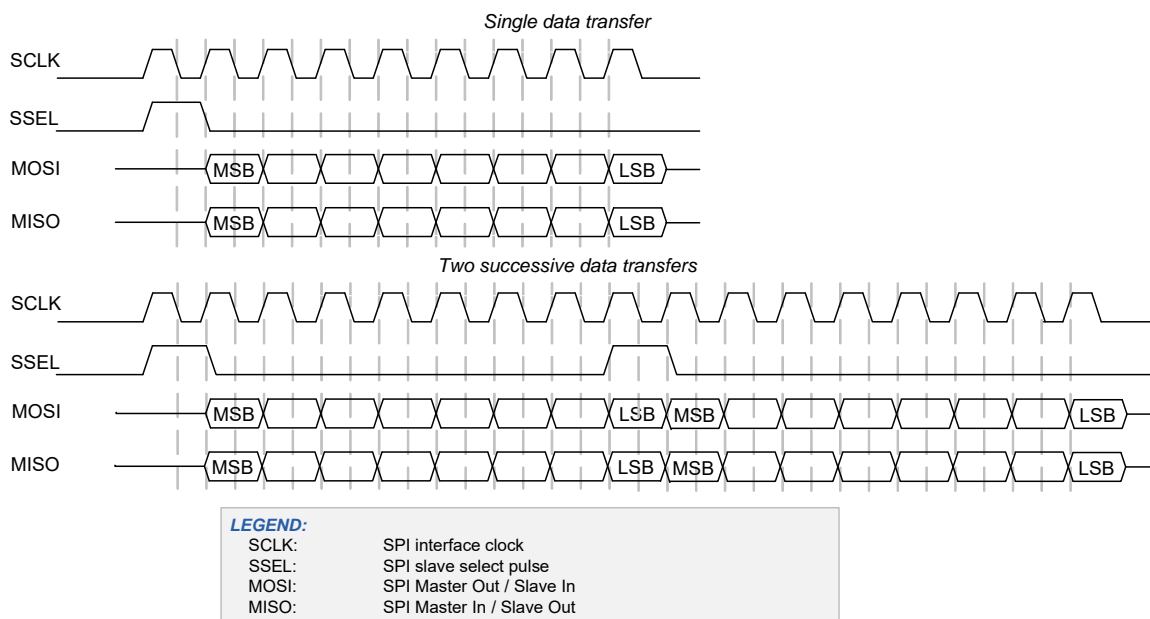 Single data transfer
SCLK
SSEL
MOSI MSB LSB
MISO MSB LSB
Two successive data transfers
SCLK
SSEL
MOSI MSB LSB MSB LSB
MISO MSB LSB MSB LSB
LEGEND:
SCLK: SPI interface clock
SSEL: SPI slave select pulse
MOSI: SPI Master Out / Slave In
MISO: SPI Master In / Slave Out